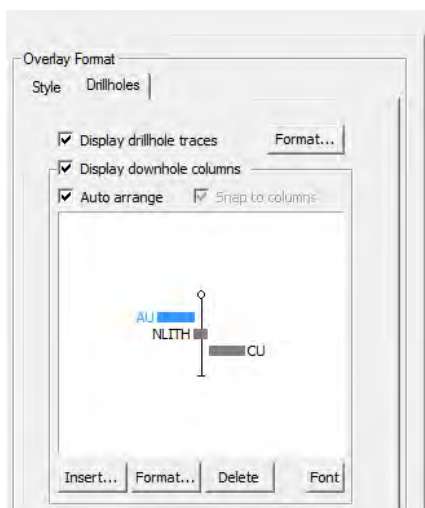 Overlay Format
Style Drillholes
Display drillhole traces Format...
Display downhole columns
Auto arrange Snap to columns
AU
NLITH
CU
Insert... Format... Delete Font